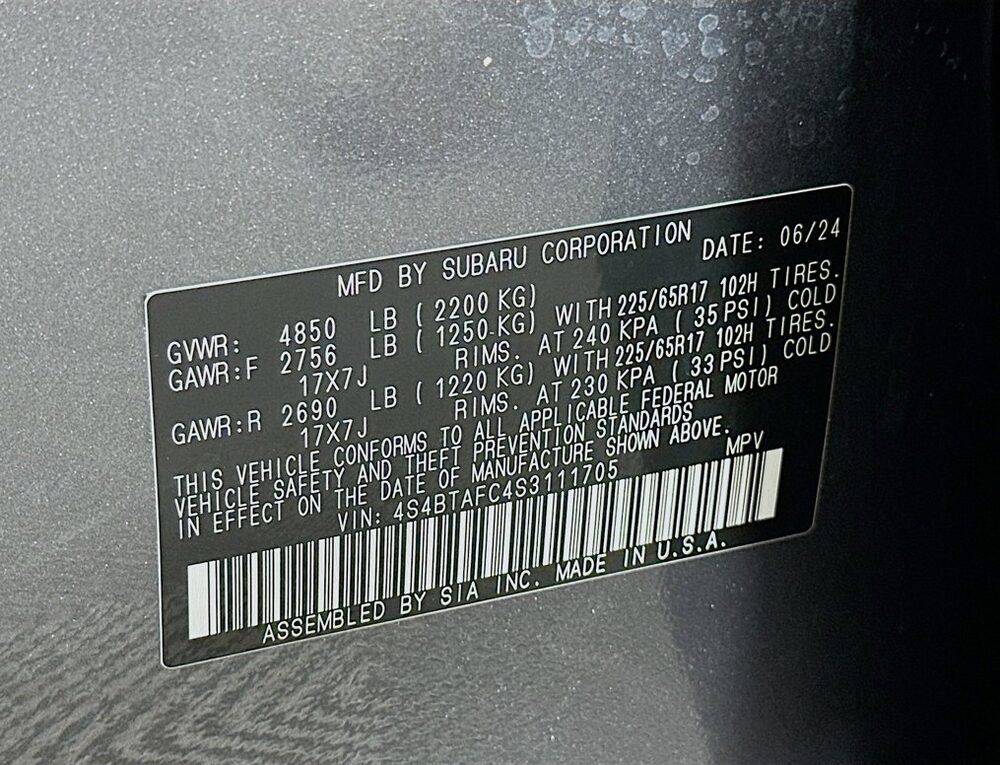 MFD BY SUBARU CORPORATION DATE: 06/24
GVWR: 4850 LB ( 2200 KG)
GAWR:F 2756 LB ( 1250 KG) WITH 225/65R17 102H TIRES.
17X7J RIMS. AT 240 KPA ( 35 PSI) COLD
GAWR:R 2690 LB ( 1220 KG) WITH 225/65R17 102H TIRES.
17X7J RIMS. AT 230 KPA ( 33 PSI) COLD
THIS VEHICLE CONFORMS TO ALL APPLICABLE FEDERAL MOTOR
VEHICLE SAFETY AND THEFT PREVENTION STANDARDS
IN EFFECT ON THE DATE OF MANUFACTURE SHOWN ABOVE.
VIN: 4S4BTAFC4S3111705 MPV
ASSEMBLED BY SIA INC. MADE IN U.S.A.